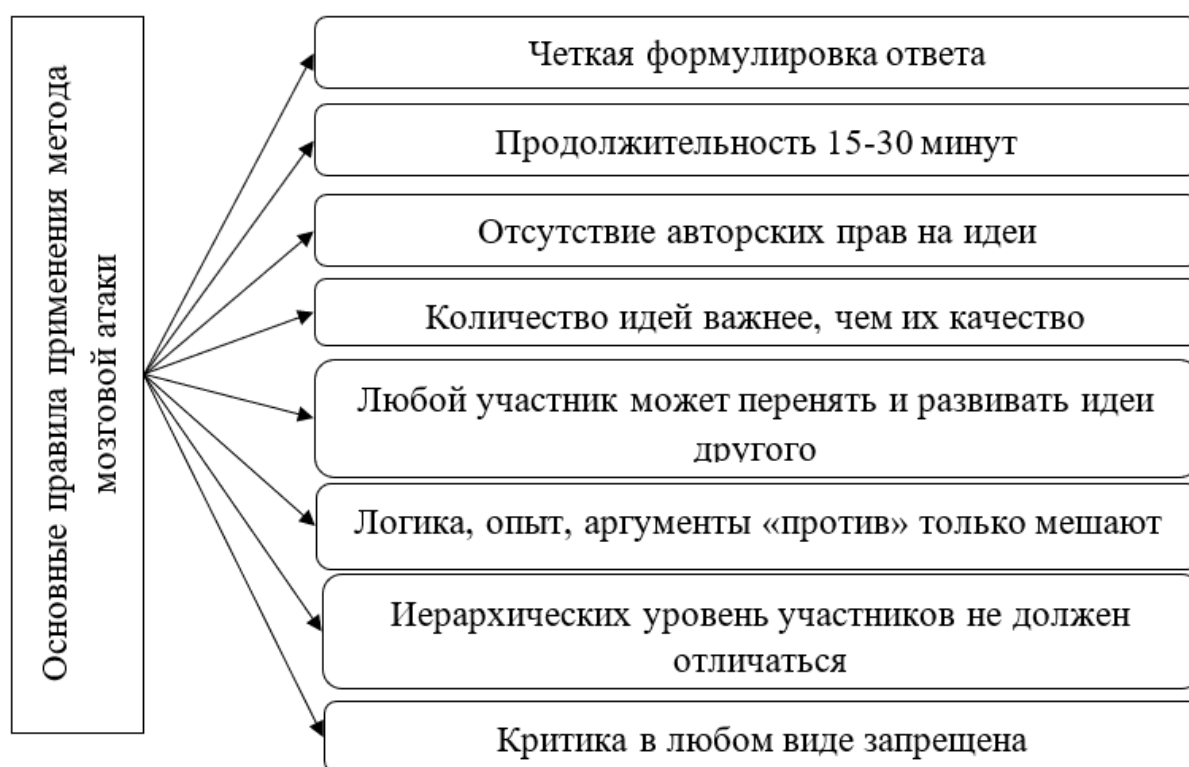 Основные правила применения метода
мозговой атаки
Четкая формулировка ответа
Продолжительность 15-30 минут
Отсутствие авторских прав на идеи
Количество идей важнее, чем их качество
Любой участник может перенять и развивать идеи
другого
Логика, опыт, аргументы «против» только мешают
Иерархических уровень участников не должен
отличаться
Критика в любом виде запрещена